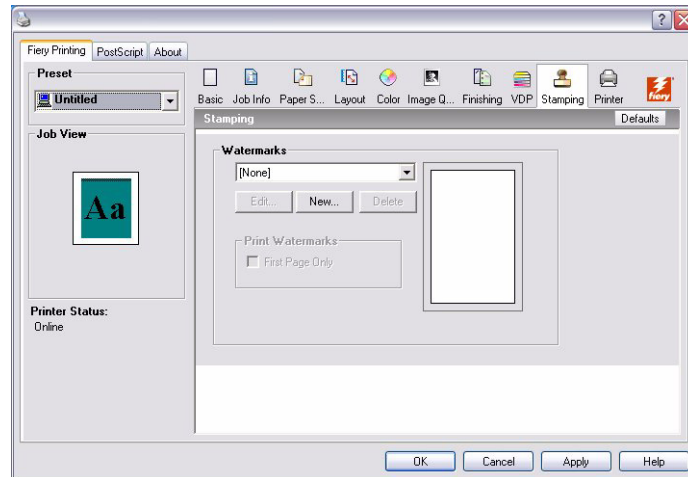 Fiery Printing PostScript About
Preset
Untitled
Job View
Aa
Printer Status:
Online
Basic Job Info Paper S... Layout Color Image Q... Finishing VDP Stamping Printer
fiery
Stamping Defaults
Watermarks
[None]
Edit... New... Delete
Print Watermarks
First Page Only
OK Cancel Apply Help